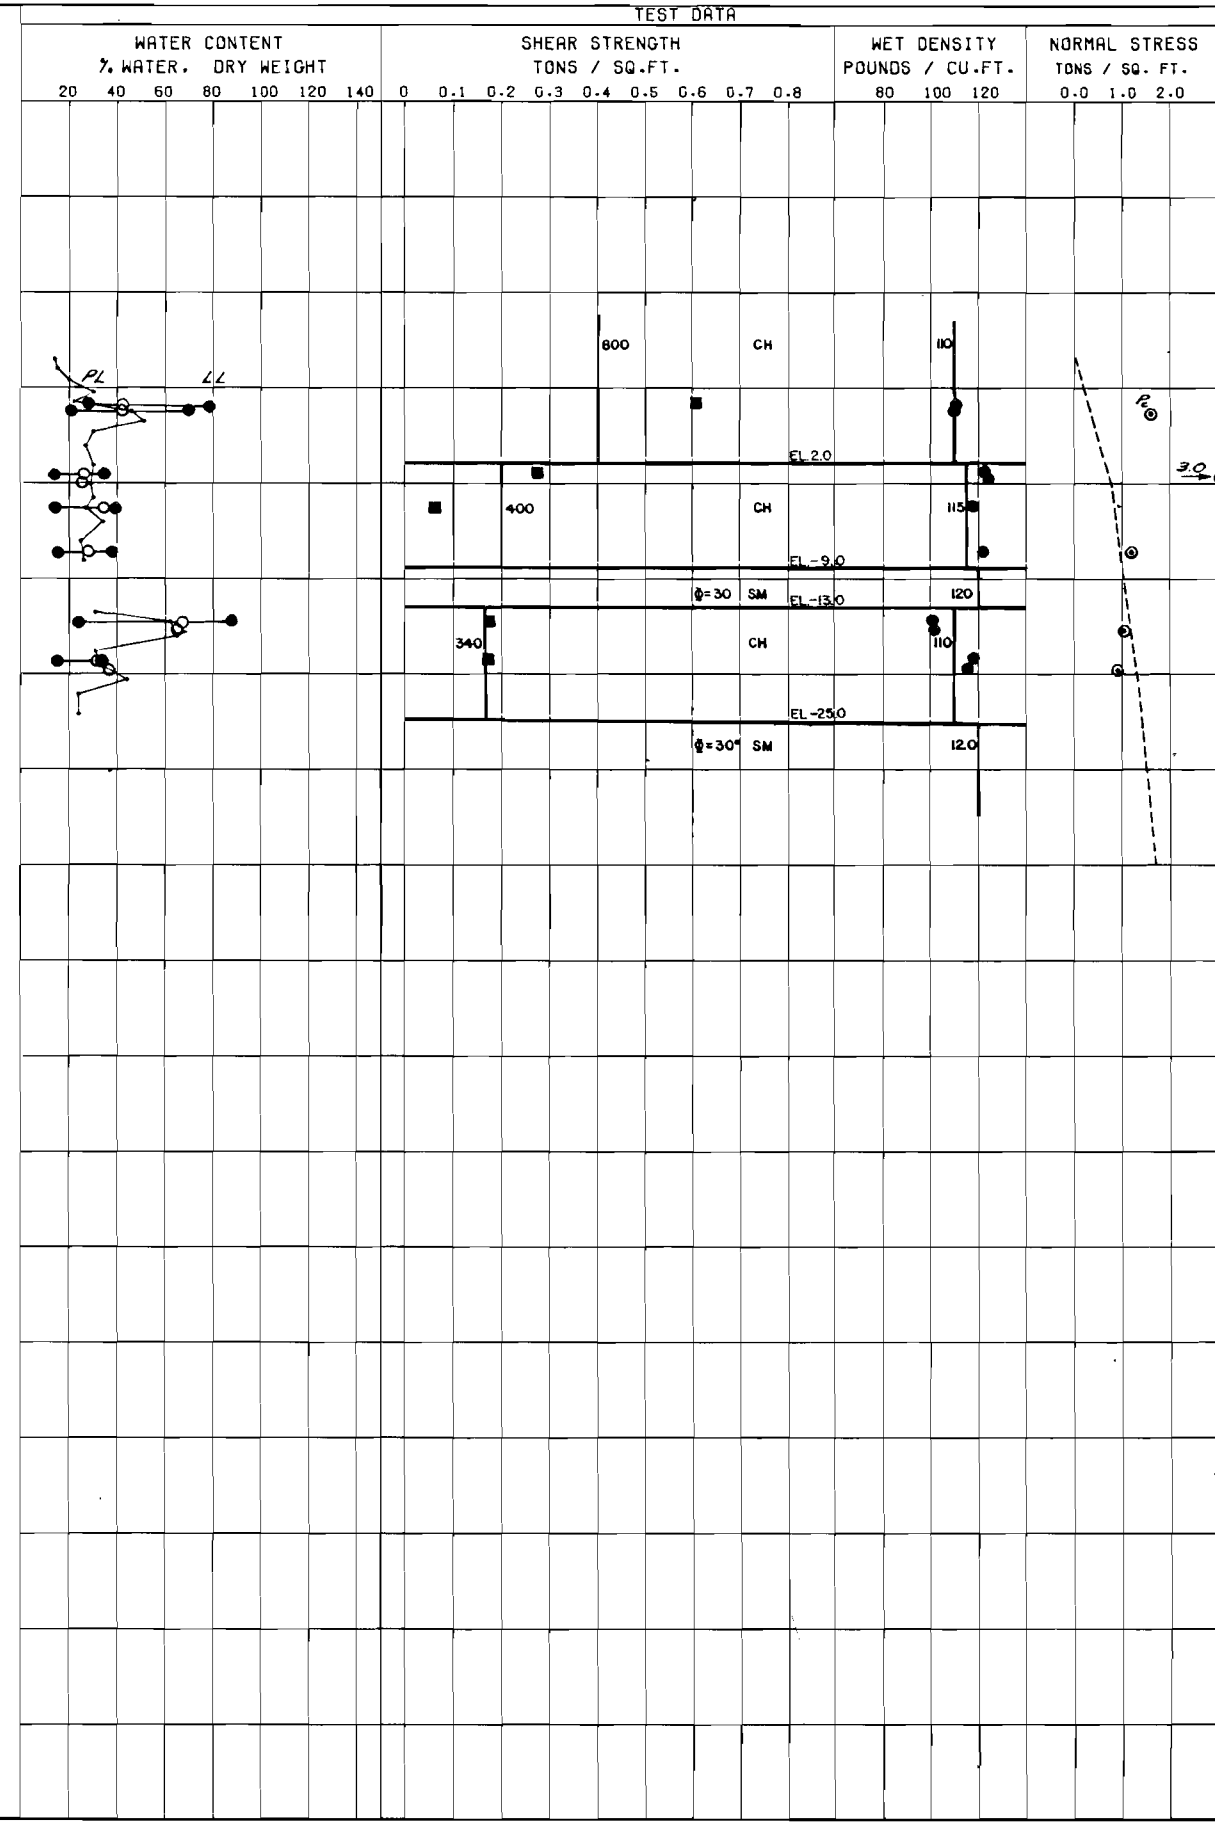 TEST DATA
WATER CONTENT
% WATER. DRY WEIGHT
SHEAR STRENGTH
TONS / SQ.FT.
WET DENSITY
POUNDS / CU.FT.
NORMAL STRESS
TONS / SQ. FT.
20 40 60 80 100 120 140
0 0.1 0.2 0.3 0.4 0.5 0.6 0.7 0.8
80 100 120
0.0 1.0 2.0
800 CH 110
PL LL
Pc
EL 2.0
3.0
400 CH 115
EL.-9.0
Φ=30 SM 120
EL-13.0
340 CH 110
EL-25.0
Φ=30° SM 120